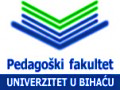 Pedagoški fakultet
UNIVERZITET U BIHAĆU